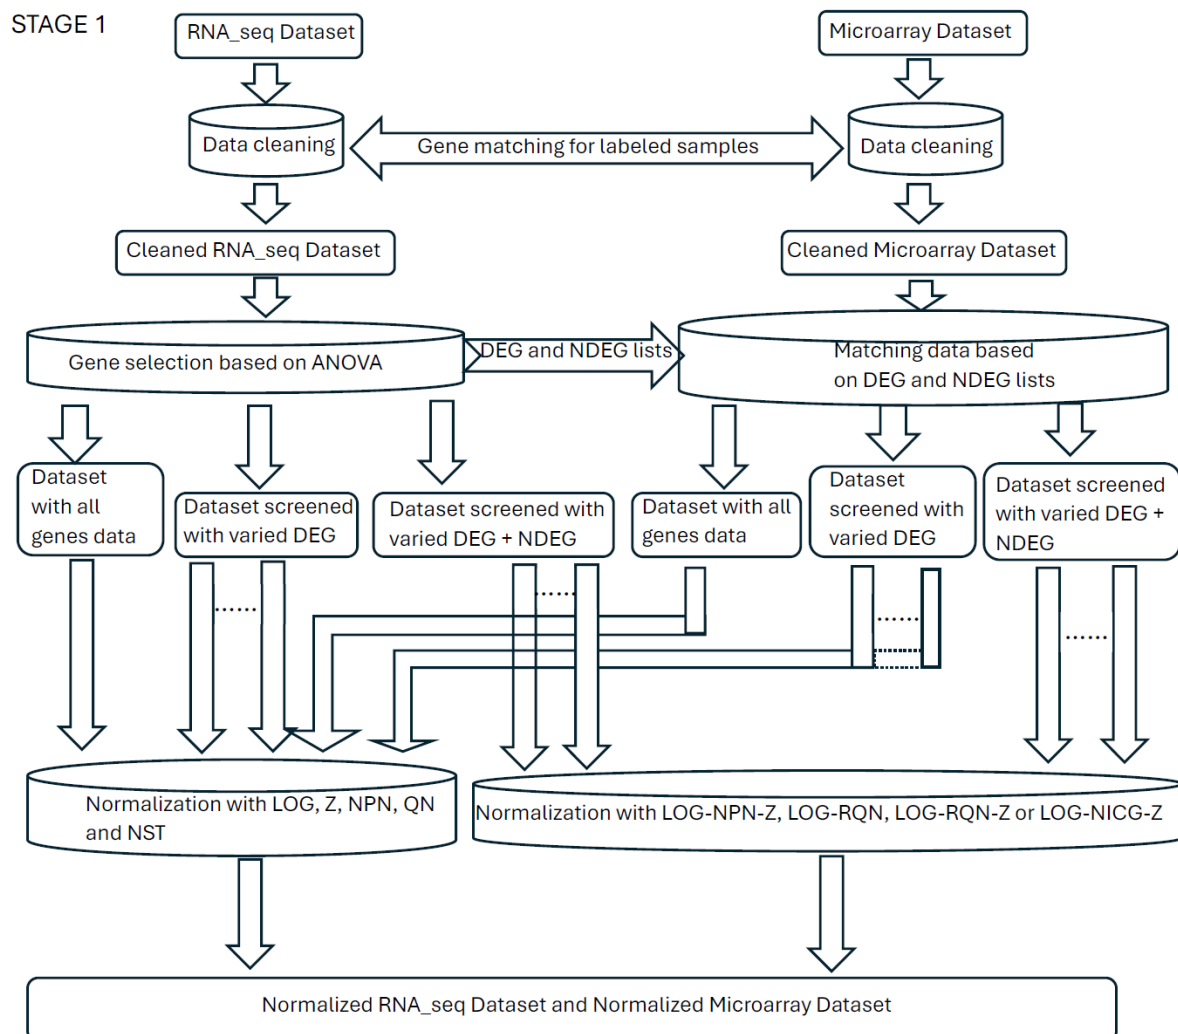 STAGE 1
RNA_seq Dataset
Microarray Dataset
Data cleaning
Gene matching for labeled samples
Data cleaning
Cleaned RNA_seq Dataset
Cleaned Microarray Dataset
Gene selection based on ANOVA
DEG and NDEG lists
Matching data based
on DEG and NDEG lists
Dataset
with all
genes data
Dataset screened
with varied DEG
Dataset screened with
varied DEG + NDEG
Dataset with all
genes data
Dataset
screened with
varied DEG
Dataset screened
with varied DEG +
NDEG
......
......
......
......
Normalization with LOG, Z, NPN, QN
and NST
Normalization with LOG-NPN-Z, LOG-RQN, LOG-RQN-Z or LOG-NICG-Z
Normalized RNA_seq Dataset and Normalized Microarray Dataset